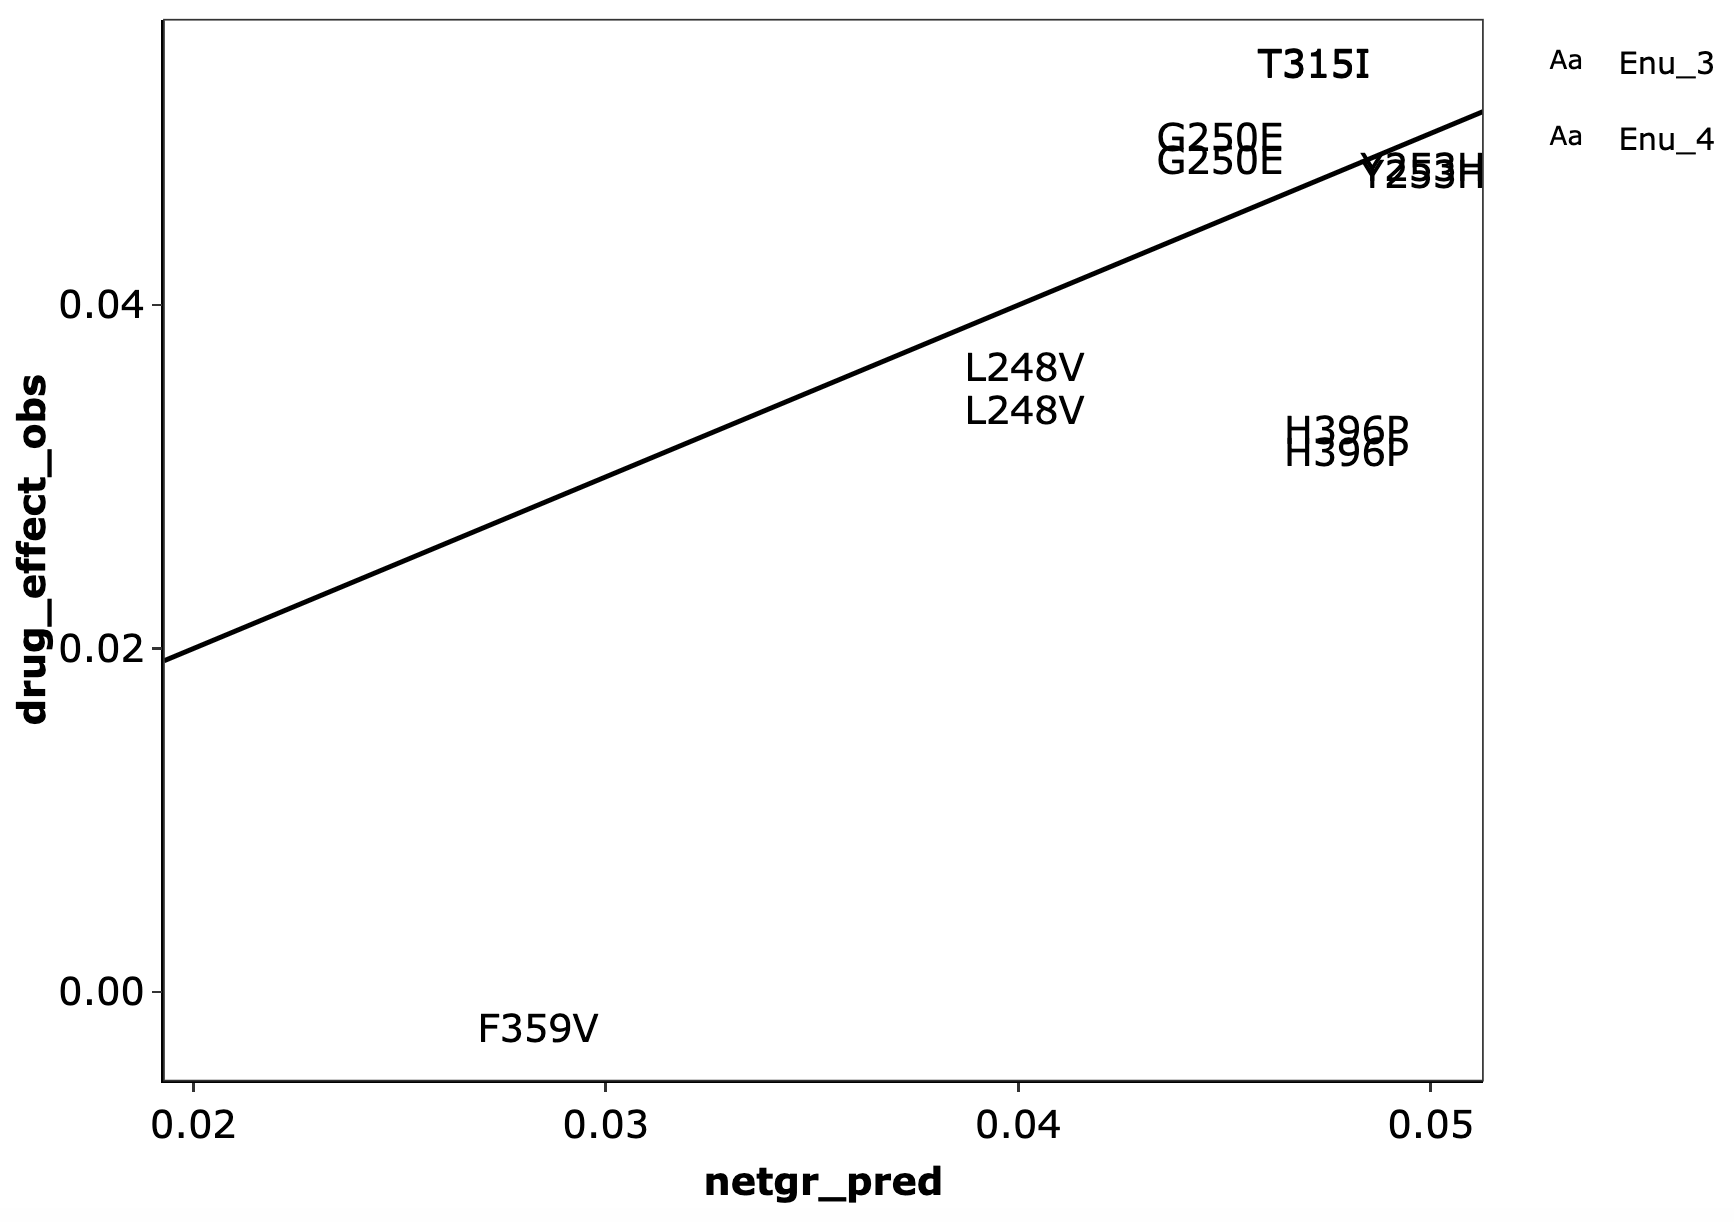 T315I
Aa Enu_3
G250E
G250E
Aa Enu_4
Y253H
Y253H
0.04
L248V
L248V
H396P
H396P
drug_effect_obs
0.02
0.00
F359V
0.02 0.03 0.04 0.05
netgr_pred